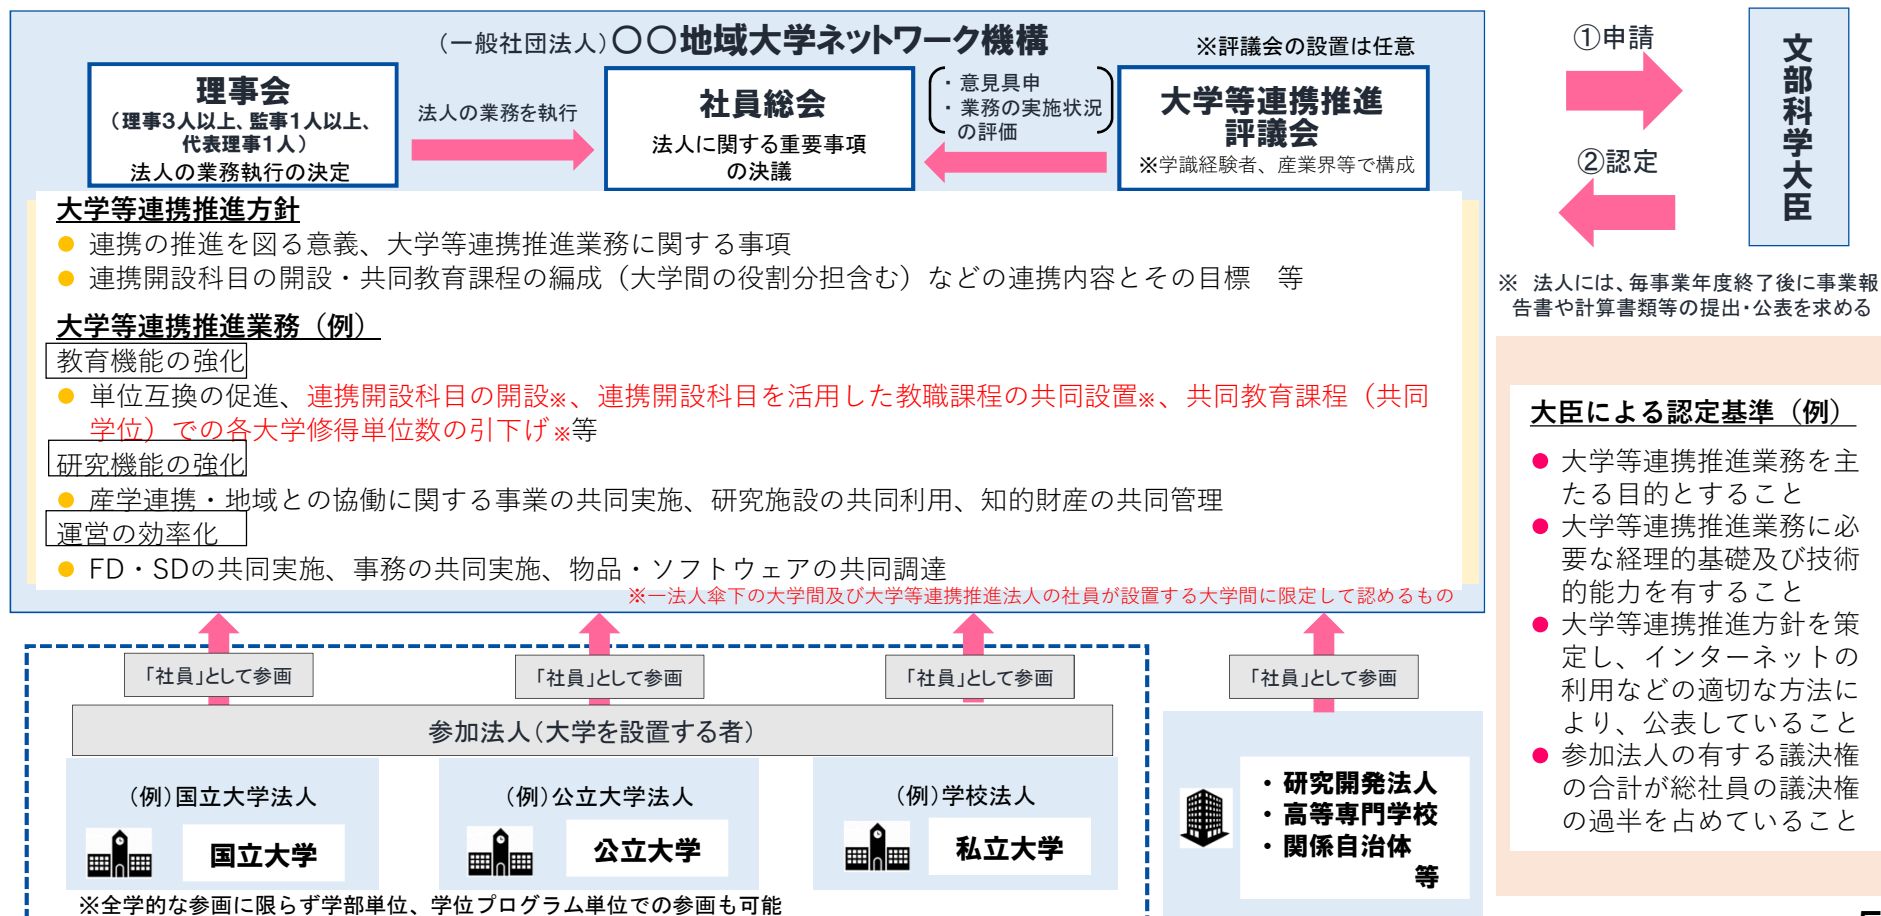 （一般社団法人）〇〇地域大学ネットワーク機構
※評議会の設置は任意
理事会
（理事3人以上、監事1人以上、
代表理事1人）
法人の業務執行の決定
法人の業務を執行
社員総会
法人に関する重要事項
の決議
・意見具申
・業務の実施状況
の評価
大学等連携推進
評議会
※学識経験者、産業界等で構成
大学等連携推進方針
● 連携の推進を図る意義、大学等連携推進業務に関する事項
● 連携開設科目の開設・共同教育課程の編成（大学間の役割分担含む）などの連携内容とその目標　等
大学等連携推進業務（例）
教育機能の強化
● 単位互換の促進、連携開設科目の開設※、連携開設科目を活用した教職課程の共同設置※、共同教育課程（共同
学位）での各大学修得単位数の引下げ※等
研究機能の強化
● 産学連携・地域との協働に関する事業の共同実施、研究施設の共同利用、知的財産の共同管理
運営の効率化
● FD・SDの共同実施、事務の共同実施、物品・ソフトウェアの共同調達
※一法人傘下の大学間及び大学等連携推進法人の社員が設置する大学間に限定して認めるもの
「社員」として参画
「社員」として参画
「社員」として参画
「社員」として参画
参加法人（大学を設置する者）
（例）国立大学法人
国立大学
（例）公立大学法人
公立大学
（例）学校法人
私立大学
※全学的な参画に限らず学部単位、学位プログラム単位での参画も可能
・研究開発法人
・高等専門学校
・関係自治体
等
①申請
②認定
文部科学大臣
※ 法人には、毎事業年度終了後に事業報
告書や計算書類等の提出・公表を求める
大臣による認定基準（例）
● 大学等連携推進業務を主
たる目的とすること
● 大学等連携推進業務に必
要な経理的基礎及び技術
的能力を有すること
● 大学等連携推進方針を策
定し、インターネットの
利用などの適切な方法に
より、公表していること
● 参加法人の有する議決権
の合計が総社員の議決権
の過半を占めていること